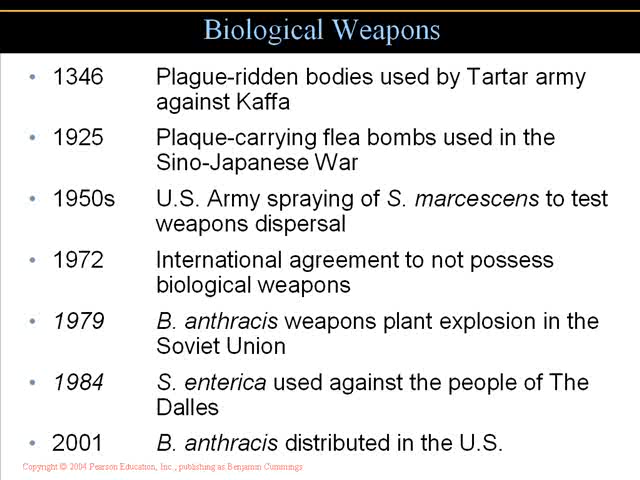 Biological Weapons
• 1346 Plague-ridden bodies used by Tartar army
against Kaffa
• 1925 Plaque-carrying flea bombs used in the
Sino-Japanese War
• 1950s U.S. Army spraying of S. marcescens to test
weapons dispersal
• 1972 International agreement to not possess
biological weapons
• 1979 B. anthracis weapons plant explosion in the
Soviet Union
• 1984 S. enterica used against the people of The
Dalles
• 2001 B. anthracis distributed in the U.S.
Copyright © 2004 Pearson Education, Inc., publishing as Benjamin Cummings